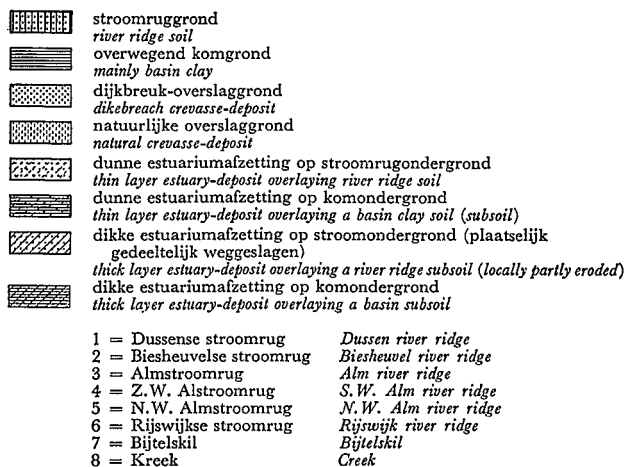 stroomruggrond
river ridge soil
overwegend komgrond
mainly basin clay
dijkbreuk-overslaggrond
dikebreach crevasse-deposit
natuurlijke overslaggrond
natural crevasse-deposit
dunne estuariumafzetting op stroomrugondergrond
thin layer estuary-deposit overlaying river ridge soil
dunne estuariumafzetting op komondergrond
thin layer estuary-deposit overlaying a basin clay soil (subsoil)
dikke estuariumafzetting op stroomondergrond (plaatselijk
gedeeltelijk weggeslagen)
thick layer estuary-deposit overlaying a river ridge subsoil (locally partly eroded)
dikke estuariumafzetting op komondergrond
thick layer estuary-deposit overlaying a basin subsoil
1 = Dussense stroomrug Dussen river ridge
2 = Biesheuvelse stroomrug Biesheuvel river ridge
3 = Almstroomrug Alm river ridge
4 = Z.W. Alstroomrug S.W. Alm river ridge
5 = N.W. Almstroomrug N.W. Alm river ridge
6 = Rijswijkse stroomrug Rijswijk river ridge
7 = Bijtelskil Bijtelskil
8 = Kreek Creek